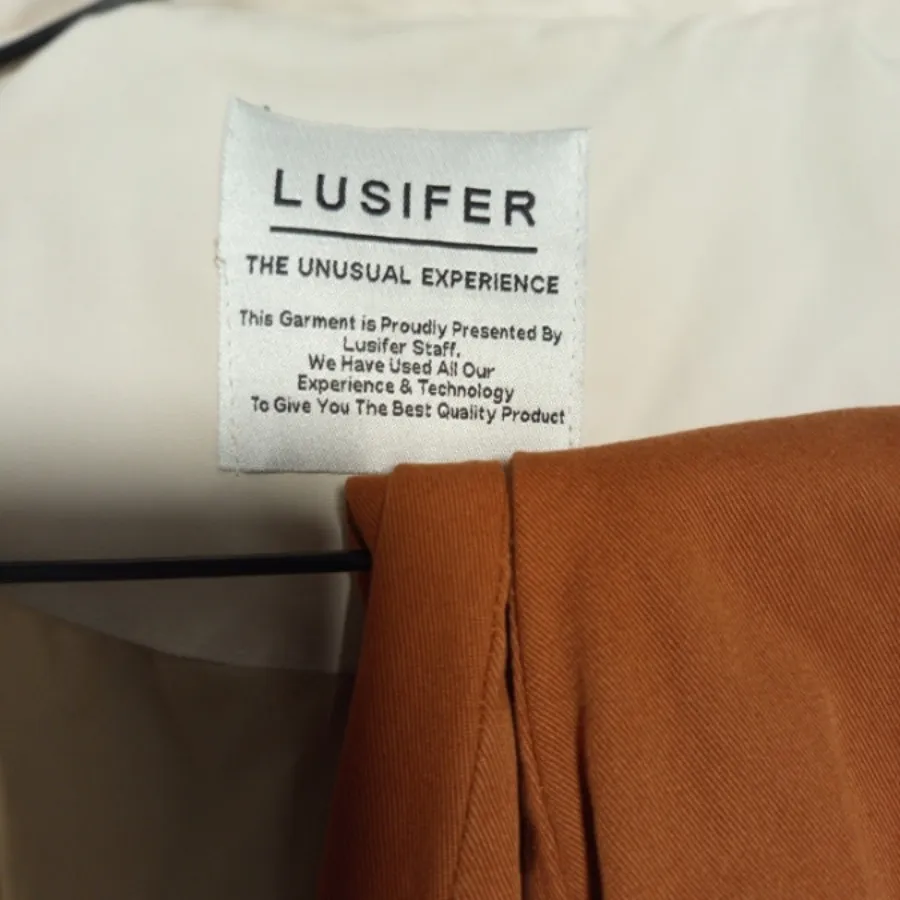 LUSIFER
THE UNUSUAL EXPERIENCE
This Garment is Proudly Presented By
Lusifer Staff.
We Have Used All Our
Experience & Technology
To Give You The Best Quality Product